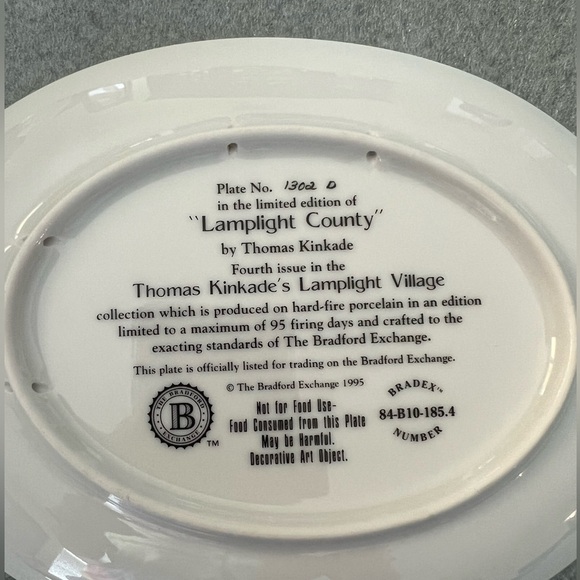 Plate No. 1302 D
in the limited edition of
"Lamplight County"
by Thomas Kinkade
Fourth issue in the
Thomas Kinkade's Lamplight Village
collection which is produced on hard-fire porcelain in an edition
limited to a maximum of 95 firing days and crafted to the
exacting standards of The Bradford Exchange.
This plate is officially listed for trading on the Bradford Exchange.
© The Bradford Exchange 1995
THE BRADFORD
B
EXCHANGE
TM
Not for Food Use-
Food Consumed from this Plate
May be Harmful.
Decorative Art Object.
BRADEX™
84-B10-185.4
NUMBER